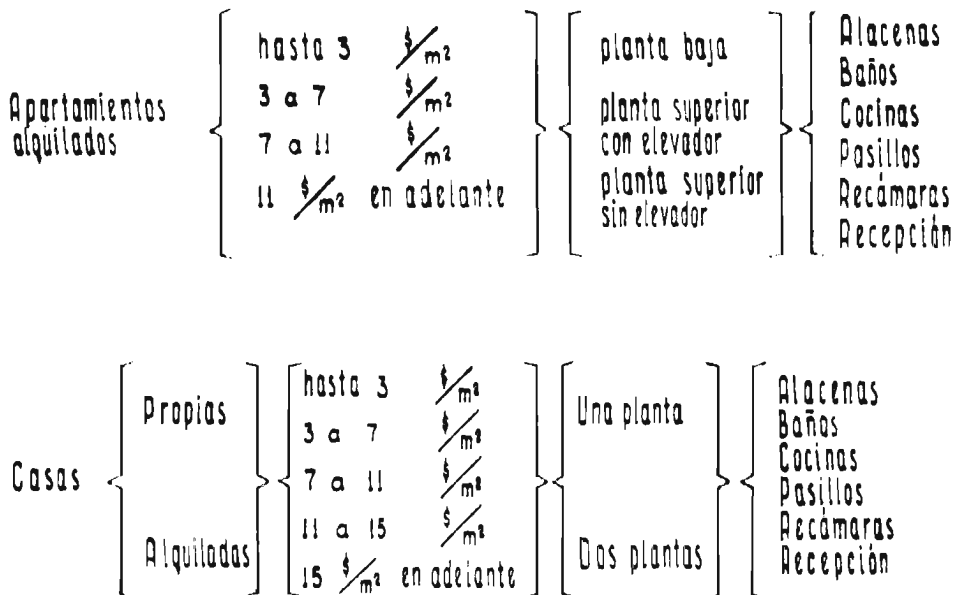 Apartamientos
alquilados
hasta 3 $/m²
3 a 7 $/m²
7 a 11 $/m²
11 $/m² en adelante
planta baja
planta superior
con elevador
planta superior
sin elevador
Alacenas
Baños
Cocinas
Pasillos
Recámaras
Recepción
Casas
Propias
Alquiladas
hasta 3 $/m²
3 a 7 $/m²
7 a 11 $/m²
11 a 15 $/m²
15 $/m² en adelante
Una planta
Dos plantas
Alacenas
Baños
Cocinas
Pasillos
Recámaras
Recepción